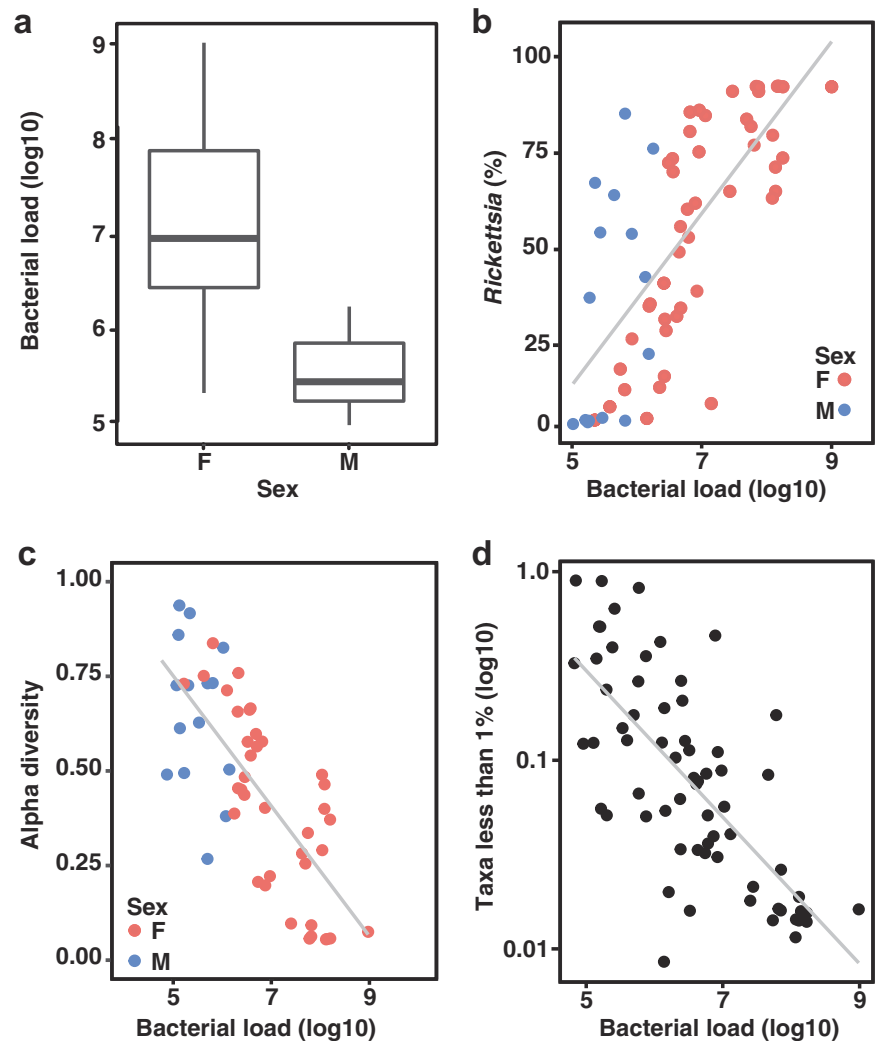 a
Bacterial load (log10)
9
8
7
6
5
F
M
Sex
b
Rickettsia (%)
100
75
50
25
0
Sex
F
M
5
7
9
Bacterial load (log10)
c
Alpha diversity
1.00
0.75
0.50
0.25
0.00
Sex
F
M
5
7
9
Bacterial load (log10)
d
Taxa less than 1% (log10)
1.0
0.1
0.01
5
7
9
Bacterial load (log10)